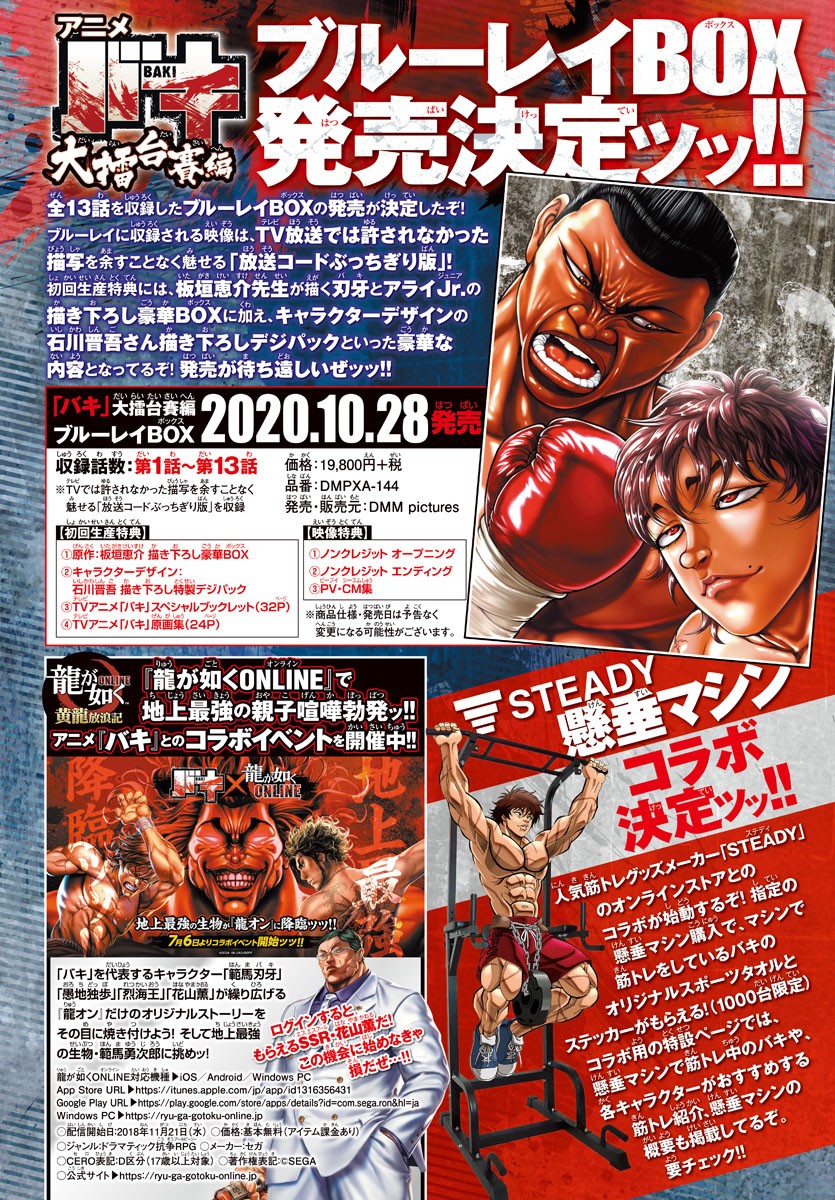 アニメ
バキ
BAKI
大擂台賽編
ブルーレイBOX
発売決定ッッ!!
全13話を収録したブルーレイBOXの発売が決定したぞ!
ブルーレイに収録される映像は、TV放送では許されなかった
描写を余すことなく魅せる「放送コードぶっちぎり版」!
初回生産特典には、板垣恵介先生が描く刃牙とアライJr.の
描き下ろし豪華BOXに加え、キャラクターデザインの
石川晋吾さん描き下ろしデジパックといった豪華な
内容となってるぞ! 発売が待ち遠しいぜッッ!!
「バキ」大擂台賽編
ブルーレイBOX 2020.10.28発売
収録話数:第1話〜第13話
※TVでは許されなかった描写を余すことなく
魅せる「放送コードぶっちぎり版」を収録
価格:19,800円+税
品番:DMPXA-144
発売・販売元:DMM pictures
【初回生産特典】
①原作:板垣恵介 描き下ろし豪華BOX
②キャラクターデザイン:
石川晋吾 描き下ろし特製デジパック
③TVアニメ「バキ」スペシャルブックレット(32P)
④TVアニメ「バキ」原画集(24P)
【映像特典】
①ノンクレジット オープニング
②ノンクレジット エンディング
③PV・CM集
※商品仕様・発売日は予告なく
変更になる可能性がございます。
龍が如く ONLINE
黄龍放浪記
『龍が如くONLINE』で
地上最強の親子喧嘩勃発ッ!!
アニメ『バキ』とのコラボイベントを開催中!!
降臨
バキ×龍が如くONLINE
地上最強
地上最強の生物が「龍オン」に降臨ッッ!!
7月6日よりコラボイベント開始ッッ!!
「バキ」を代表するキャラクター「範馬刃牙」
「愚地独歩」「烈海王」「花山薫」が繰り広げる
『龍オン』だけのオリジナルストーリーを
その目に焼き付けよう! そして地上最強
の生物・範馬勇次郎に挑めッ!
ログインすると
もらえるSSR・花山薫だ!
この機会に始めなきゃ
損だぜ…!!
龍が如くONLINE対応機種▶iOS/Android/Windows PC
App Store URL▶https://itunes.apple.com/jp/app/id1316356431
Google Play URL▶https://play.google.com/store/apps/details?id=com.sega.ron&hl=ja
Windows PC▶https://ryu-ga-gotoku-online.jp
○配信開始日:2018年11月21日(水) ○価格:基本無料(アイテム課金あり)
○ジャンル:ドラマティック抗争RPG ○メーカー:セガ
○CERO表記:D区分(17歳以上対象) ○著作権表記:©SEGA
○公式サイト▶https://ryu-ga-gotoku-online.jp
STEADY
懸垂マシン
コラボ
決定ッッ!!
人気筋トレグッズメーカー「STEADY」
のオンラインストアとの
コラボが始動するぞ! 指定の
懸垂マシン購入で、マシンで
筋トレをしているバキの
オリジナルスポーツタオルと
ステッカーがもらえる!(1000台限定)
コラボ用の特設ページでは、
懸垂マシンで筋トレ中のバキや、
各キャラクターがおすすめする
筋トレ紹介、懸垂マシンの
概要も掲載してるぞ。
要チェック!!